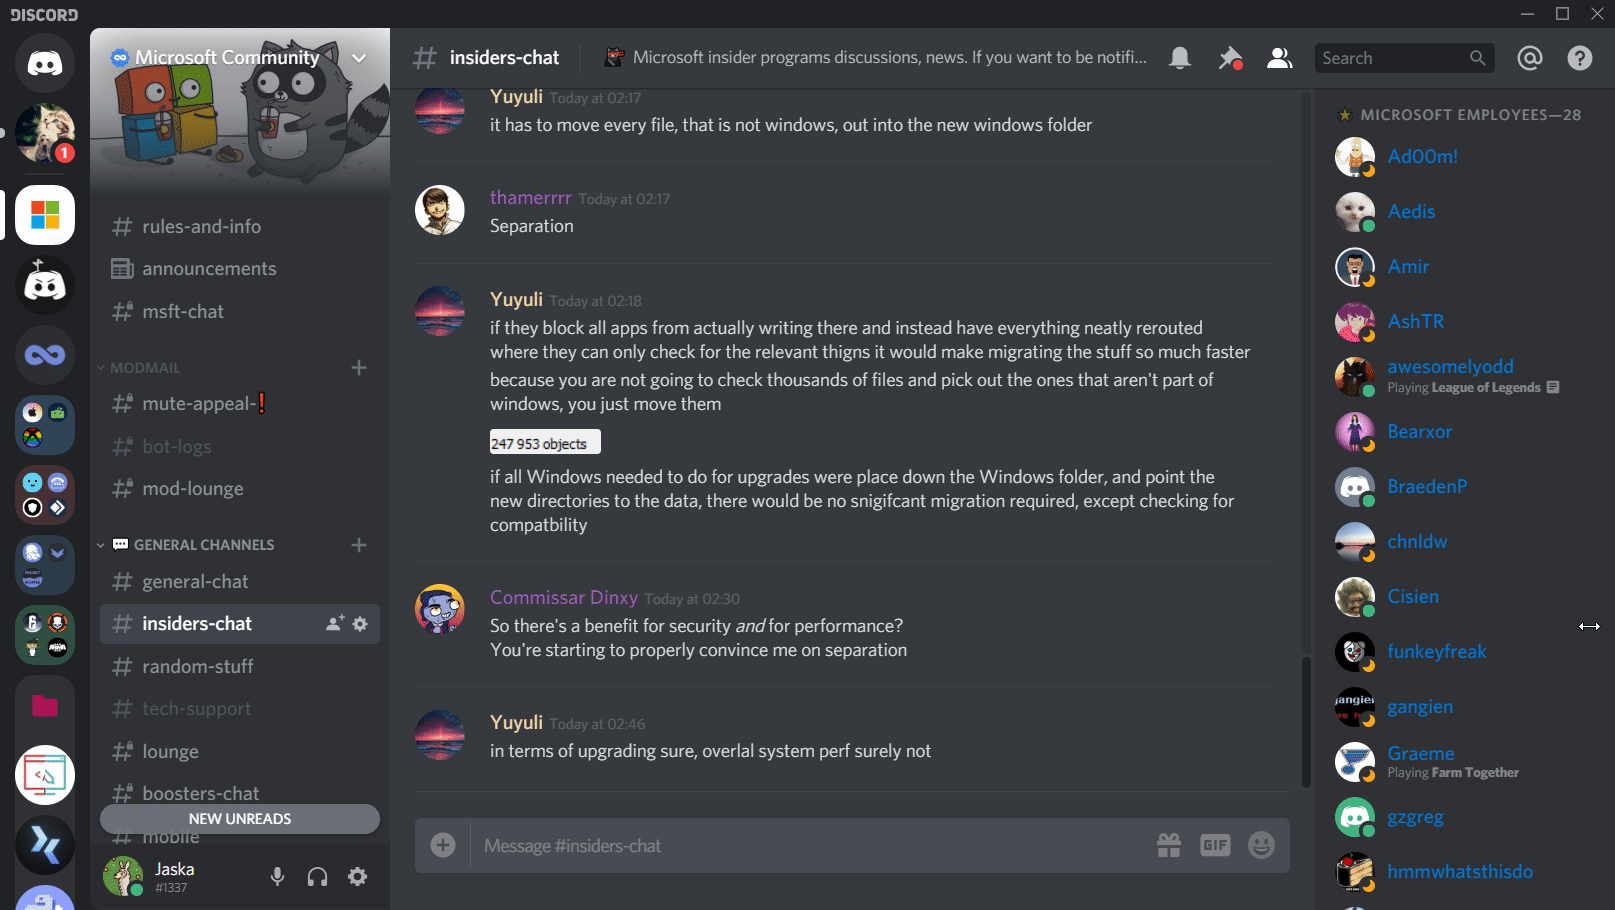 DISCORD
1
Microsoft Community
rules-and-info
announcements
msft-chat
MODMAIL
mute-appeal-❗
bot-logs
mod-lounge
GENERAL CHANNELS
general-chat
insiders-chat
random-stuff
tech-support
lounge
boosters-chat
NEW UNREADS
mobile
Jaska
#1337
insiders-chat
Microsoft insider programs discussions, news. If you want to be notifi...
Search
Yuyuli Today at 02:17
it has to move every file, that is not windows, out into the new windows folder
thamerrrr Today at 02:17
Separation
Yuyuli Today at 02:18
if they block all apps from actually writing there and instead have everything neatly rerouted
where they can only check for the relevant thigns it would make migrating the stuff so much faster
because you are not going to check thousands of files and pick out the ones that aren't part of
windows, you just move them
247 953 objects
if all Windows needed to do for upgrades were place down the Windows folder, and point the
new directories to the data, there would be no snigifcant migration required, except checking for
compatbility
Commissar Dinxy Today at 02:30
So there's a benefit for security and for performance?
You're starting to properly convince me on separation
Yuyuli Today at 02:46
in terms of upgrading sure, overlal system perf surely not
Message #insiders-chat
GIF
MICROSOFT EMPLOYEES—28
Ad00m!
Aedis
Amir
AshTR
awesomelyodd
Playing League of Legends
Bearxor
BraedenP
chnldw
Cisien
funkeyfreak
gangien
gangien
Graeme
Playing Farm Together
gzgreg
hmmwhatsthisdo